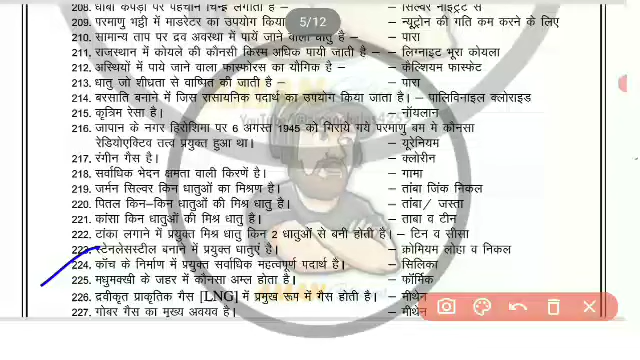 208. धोबी कपड़ों पर पहचान चिन्ह लगाता है – – सिल्वर नाइट्रेट से
5/12
209. परमाणु भट्टी में माडरेटर का उपयोग किया – न्यूट्रोन की गति कम करने के लिए
210. सामान्य ताप पर द्रव अवस्था में पायें जाने वाला धातु है – – पारा
211. राजस्थान में कोयले की कौनसी किस्म अधिक पायी जाती है – – लिग्नाइट भूरा कोयला
212. अस्थियों में पाये जाने वाला फास्फोरस का यौगिक है – – कैल्शियम फास्फेट
213. धातु जो शीघ्रता से वाष्पित की जाती है – – पारा
214. बरसाति बनाने में जिस रासायनिक पदार्थ का उपयोग किया जाता है। – पालिविनाइल क्लोराइड
215. कृत्रिम रेसा है। – नॉयलान
216. जापान के नगर हिरोशिमा पर 6 अगस्त 1945 को गिराये गये परमाणु बम मे कौनसा
रेडियोएक्टिव तत्व प्रयुक्त हुआ था। – यूरेनियम
217. रंगीन गैस है। – क्लोरीन
218. सर्वाधिक भेदन क्षमता वाली किरणें है। – गामा
219. जर्मन सिल्वर किन धातुओं का मिश्रण है। – तांबा जिंक निकल
220. पितल किन–किन धातुओं की मिश्र धातु है। – तांबा/ जस्ता
221. कांसा किन धातुओं की मिश्र धातु है। – ताबा व टीन
222. टांका लगाने में प्रयुक्त मिश्र धातु किन 2 धातुओं से बनी होती है। – टिन व सीसा
223. स्टेनलेसस्टील बनाने में प्रयुक्त धातुएं है। – क्रोमियम लोहा व निकल
224. कॉंच के निर्माण में प्रयुक्त सर्वाधिक महत्वपूर्ण पदार्थ है। – सिलिका
225. मधुमक्खी के जहर में कौनसा अम्ल होता है। – फॉर्मिक
226. द्रवीकृत प्राकृतिक गैस [LNG] में प्रमुख रूप में गैस होती है। – मीथेन
227. गोबर गैस का मुख्य अवयव है। – मीथेन